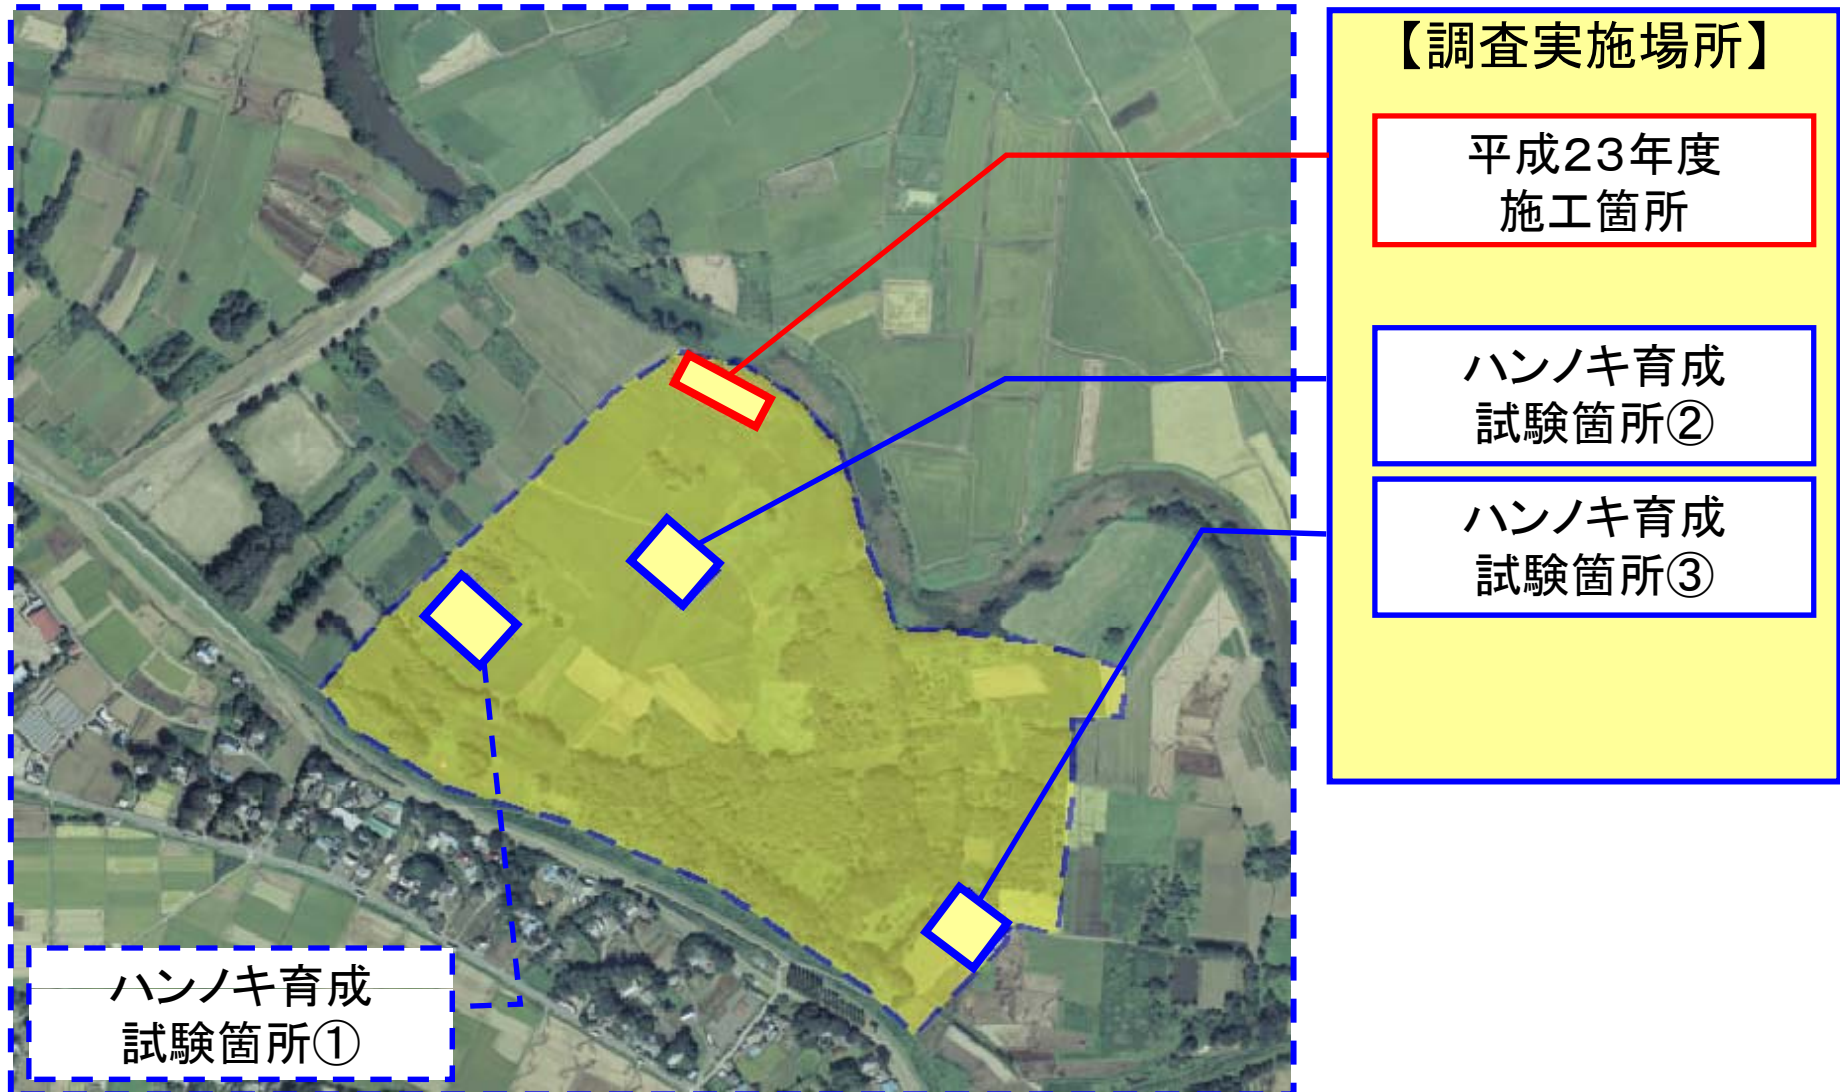 【調査実施場所】
平成23年度
施工箇所
ハンノキ育成
試験箇所②
ハンノキ育成
試験箇所③
ハンノキ育成
試験箇所①